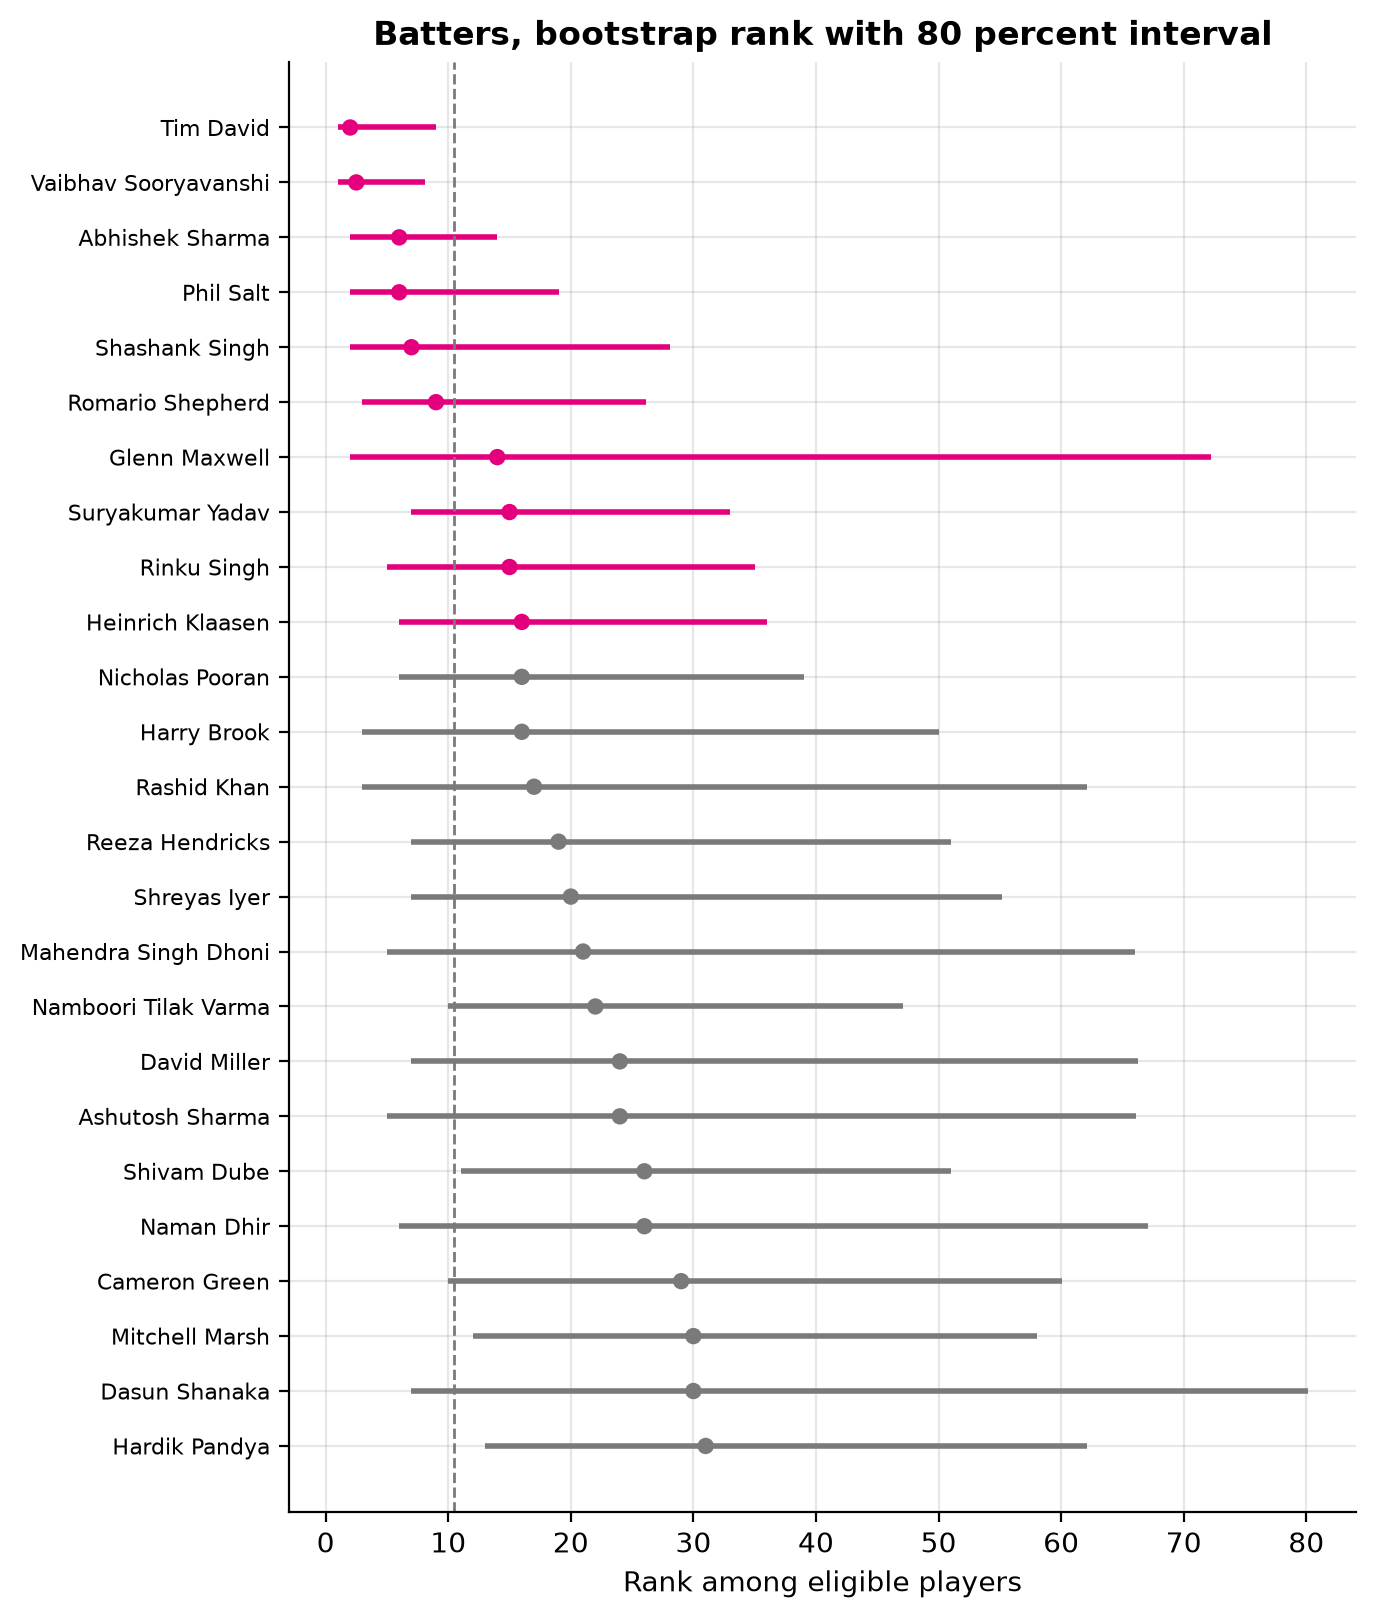 Batters, bootstrap rank with 80 percent interval
Tim David
Vaibhav Sooryavanshi
Abhishek Sharma
Phil Salt
Shashank Singh
Romario Shepherd
Glenn Maxwell
Suryakumar Yadav
Rinku Singh
Heinrich Klaasen
Nicholas Pooran
Harry Brook
Rashid Khan
Reeza Hendricks
Shreyas Iyer
Mahendra Singh Dhoni
Namboori Tilak Varma
David Miller
Ashutosh Sharma
Shivam Dube
Naman Dhir
Cameron Green
Mitchell Marsh
Dasun Shanaka
Hardik Pandya
0 10 20 30 40 50 60 70 80
Rank among eligible players